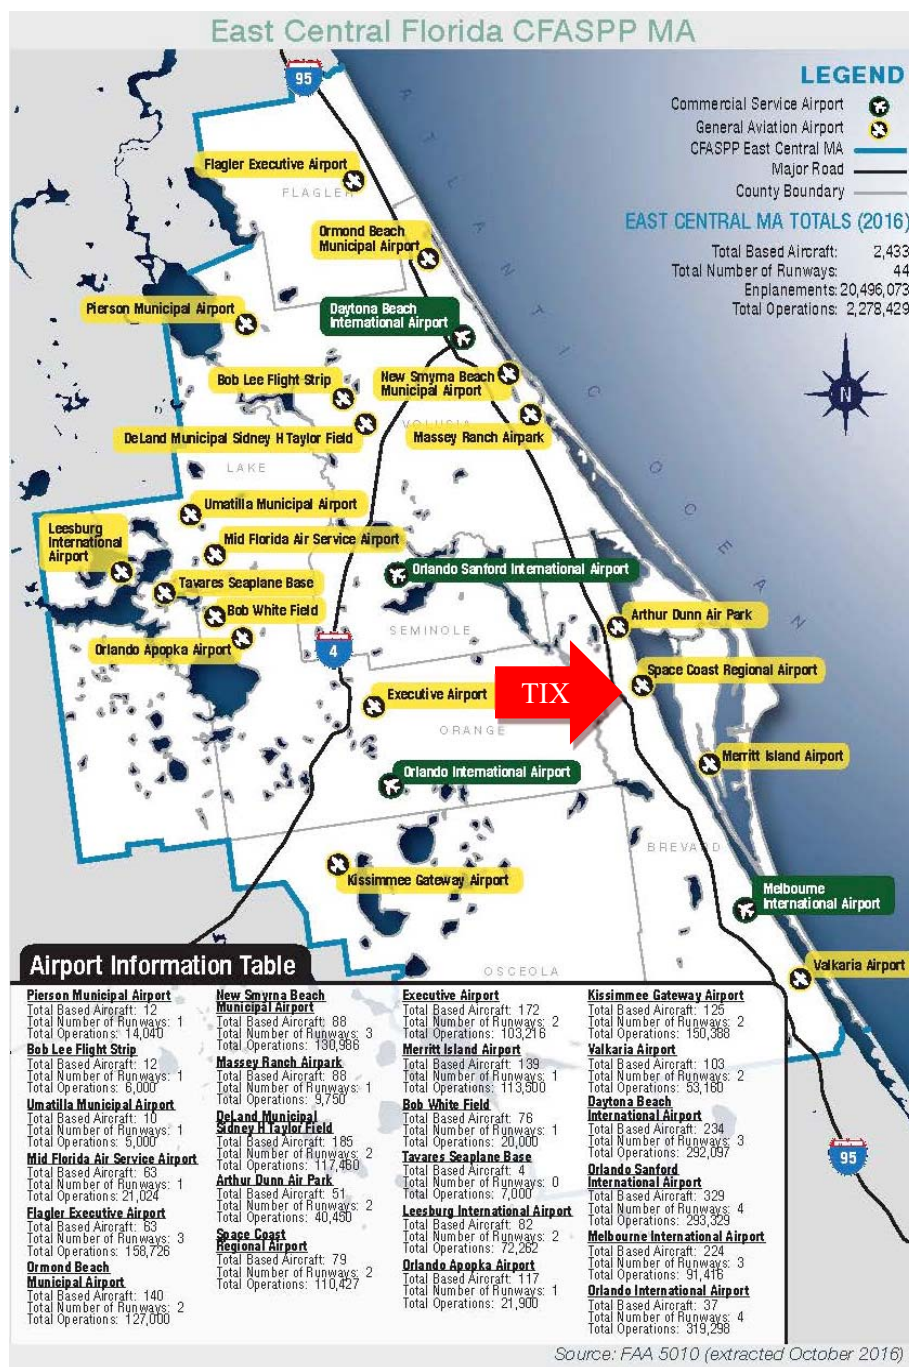 East Central Florida CFASPP MA
95
LEGEND
Commercial Service Airport
General Aviation Airport
CFASPP East Central MA
Major Road
County Boundary
EAST CENTRAL MA TOTALS (2016)
Total Based Aircraft: 2,433
Total Number of Runways: 44
Enplanements: 20,496,073
Total Operations: 2,278,429
N
ATLANTIC OCEAN
Flagler Executive Airport
FLAGLER
Ormond Beach
Municipal Airport
Pierson Municipal Airport
Daytona Beach
International Airport
Bob Lee Flight Strip
New Smyrna Beach
Municipal Airport
DeLand Municipal Sidney H Taylor Field
VOLUSIA
Massey Ranch Airpark
LAKE
Umatilla Municipal Airport
Leesburg
International
Airport
Mid Florida Air Service Airport
Orlando Sanford International Airport
Tavares Seaplane Base
Bob White Field
Arthur Dunn Air Park
SEMINOLE
Orlando Apopka Airport
4
Space Coast Regional Airport
Executive Airport
TIX
ORANGE
Merritt Island Airport
Orlando International Airport
BREVARD
Kissimmee Gateway Airport
Melbourne
International Airport
OSCEOLA
Valkaria Airport
95
Airport Information Table
Pierson Municipal Airport
Total Based Aircraft: 12
Total Number of Runways: 1
Total Operations: 14,040
Bob Lee Flight Strip
Total Based Aircraft: 12
Total Number of Runways: 1
Total Operations: 6,000
Umatilla Municipal Airport
Total Based Aircraft: 10
Total Number of Runways: 1
Total Operations: 5,000
Mid Florida Air Service Airport
Total Based Aircraft: 63
Total Number of Runways: 1
Total Operations: 21,024
Flagler Executive Airport
Total Based Aircraft: 63
Total Number of Runways: 3
Total Operations: 158,726
Ormond Beach
Municipal Airport
Total Based Aircraft: 140
Total Number of Runways: 2
Total Operations: 127,000
New Smyrna Beach
Municipal Airport
Total Based Aircraft: 88
Total Number of Runways: 3
Total Operations: 130,986
Massey Ranch Airpark
Total Based Aircraft: 88
Total Number of Runways: 1
Total Operations: 9,750
DeLand Municipal
Sidney H Taylor Field
Total Based Aircraft: 185
Total Number of Runways: 2
Total Operations: 117,460
Arthur Dunn Air Park
Total Based Aircraft: 51
Total Number of Runways: 2
Total Operations: 40,450
Space Coast
Regional Airport
Total Based Aircraft: 79
Total Number of Runways: 2
Total Operations: 110,427
Executive Airport
Total Based Aircraft: 172
Total Number of Runways: 2
Total Operations: 103,216
Merritt Island Airport
Total Based Aircraft: 139
Total Number of Runways: 1
Total Operations: 113,500
Bob White Field
Total Based Aircraft: 76
Total Number of Runways: 1
Total Operations: 20,000
Tavares Seaplane Base
Total Based Aircraft: 4
Total Number of Runways: 0
Total Operations: 7,000
Leesburg International Airport
Total Based Aircraft: 82
Total Number of Runways: 2
Total Operations: 72,262
Orlando Apopka Airport
Total Based Aircraft: 117
Total Number of Runways: 1
Total Operations: 21,900
Kissimmee Gateway Airport
Total Based Aircraft: 125
Total Number of Runways: 2
Total Operations: 150,388
Valkaria Airport
Total Based Aircraft: 103
Total Number of Runways: 2
Total Operations: 53,160
Daytona Beach
International Airport
Total Based Aircraft: 234
Total Number of Runways: 3
Total Operations: 292,097
Orlando Sanford
International Airport
Total Based Aircraft: 329
Total Number of Runways: 4
Total Operations: 293,329
Melbourne International Airport
Total Based Aircraft: 224
Total Number of Runways: 3
Total Operations: 91,416
Orlando International Airport
Total Based Aircraft: 37
Total Number of Runways: 4
Total Operations: 319,298
Source: FAA 5010 (extracted October 2016)